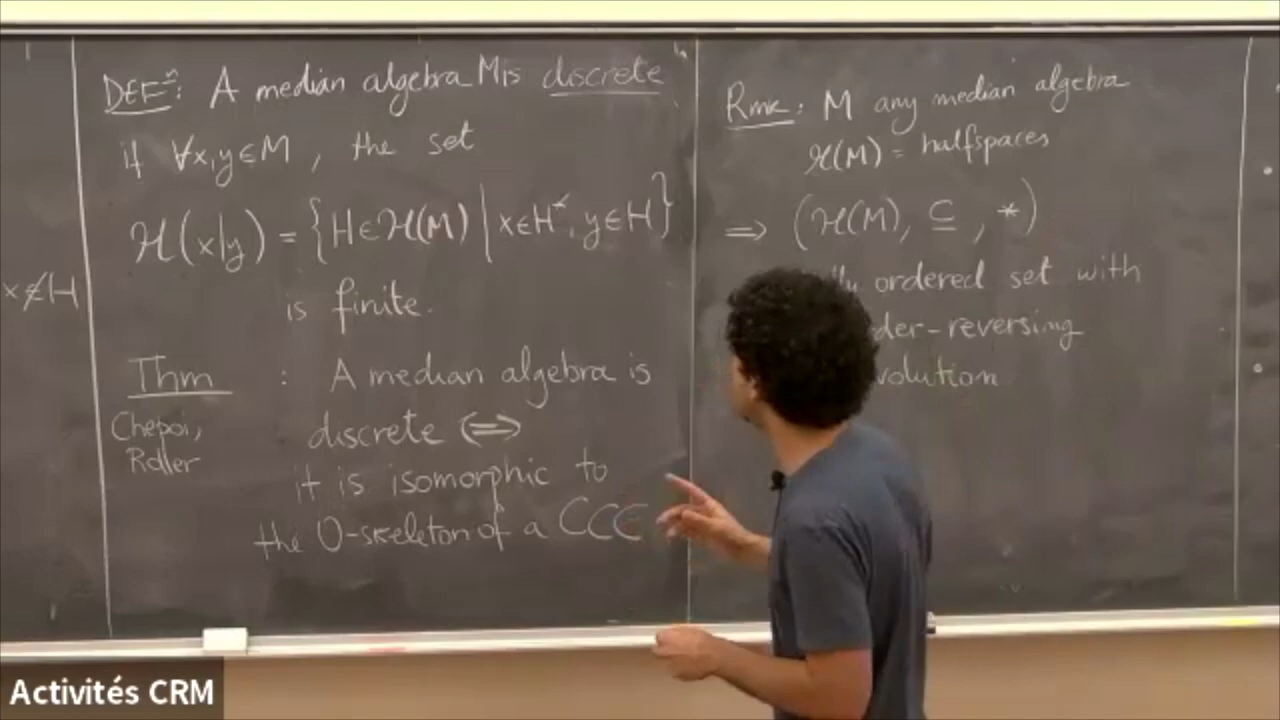 x∉H
DEFⁿ: A median algebra M is discrete
if ∀x,y∈M, the set
ℋ(x|y) = {H∈ℋ(M) | x∈H*, y∈H}
is finite.
Thm : A median algebra is
Chepoi,
Roller
discrete ⟺
it is isomorphic to
the 0-skeleton of a CCC
Rmk: M any median algebra
ℋ(M) = halfspaces
⟹ (ℋ(M), ⊆, *)
ordered set with
der-reversing
volution
Activités CRM